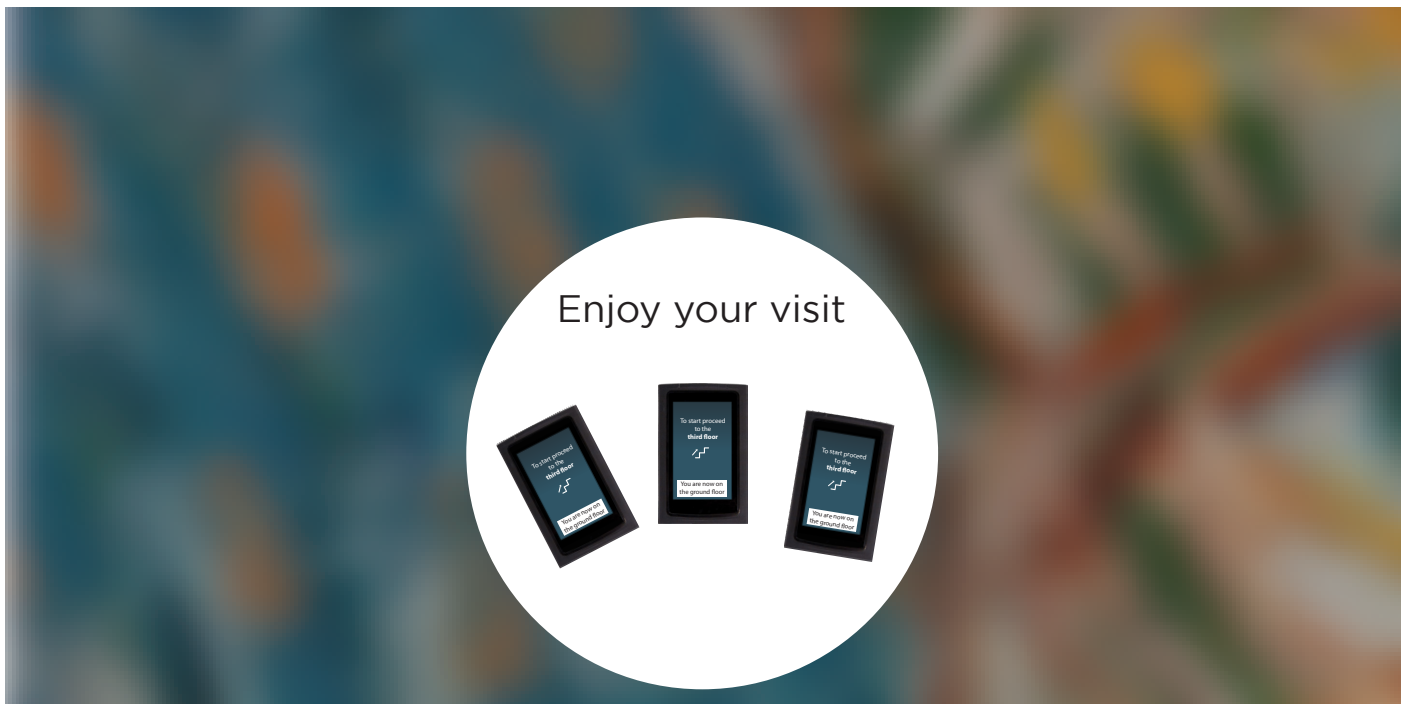 Enjoy your visit
To start proceed
to the
third floor
You are now on
the ground floor
To start proceed
to the
third floor
You are now on
the ground floor
To start proceed
to the
third floor
You are now on
the ground floor